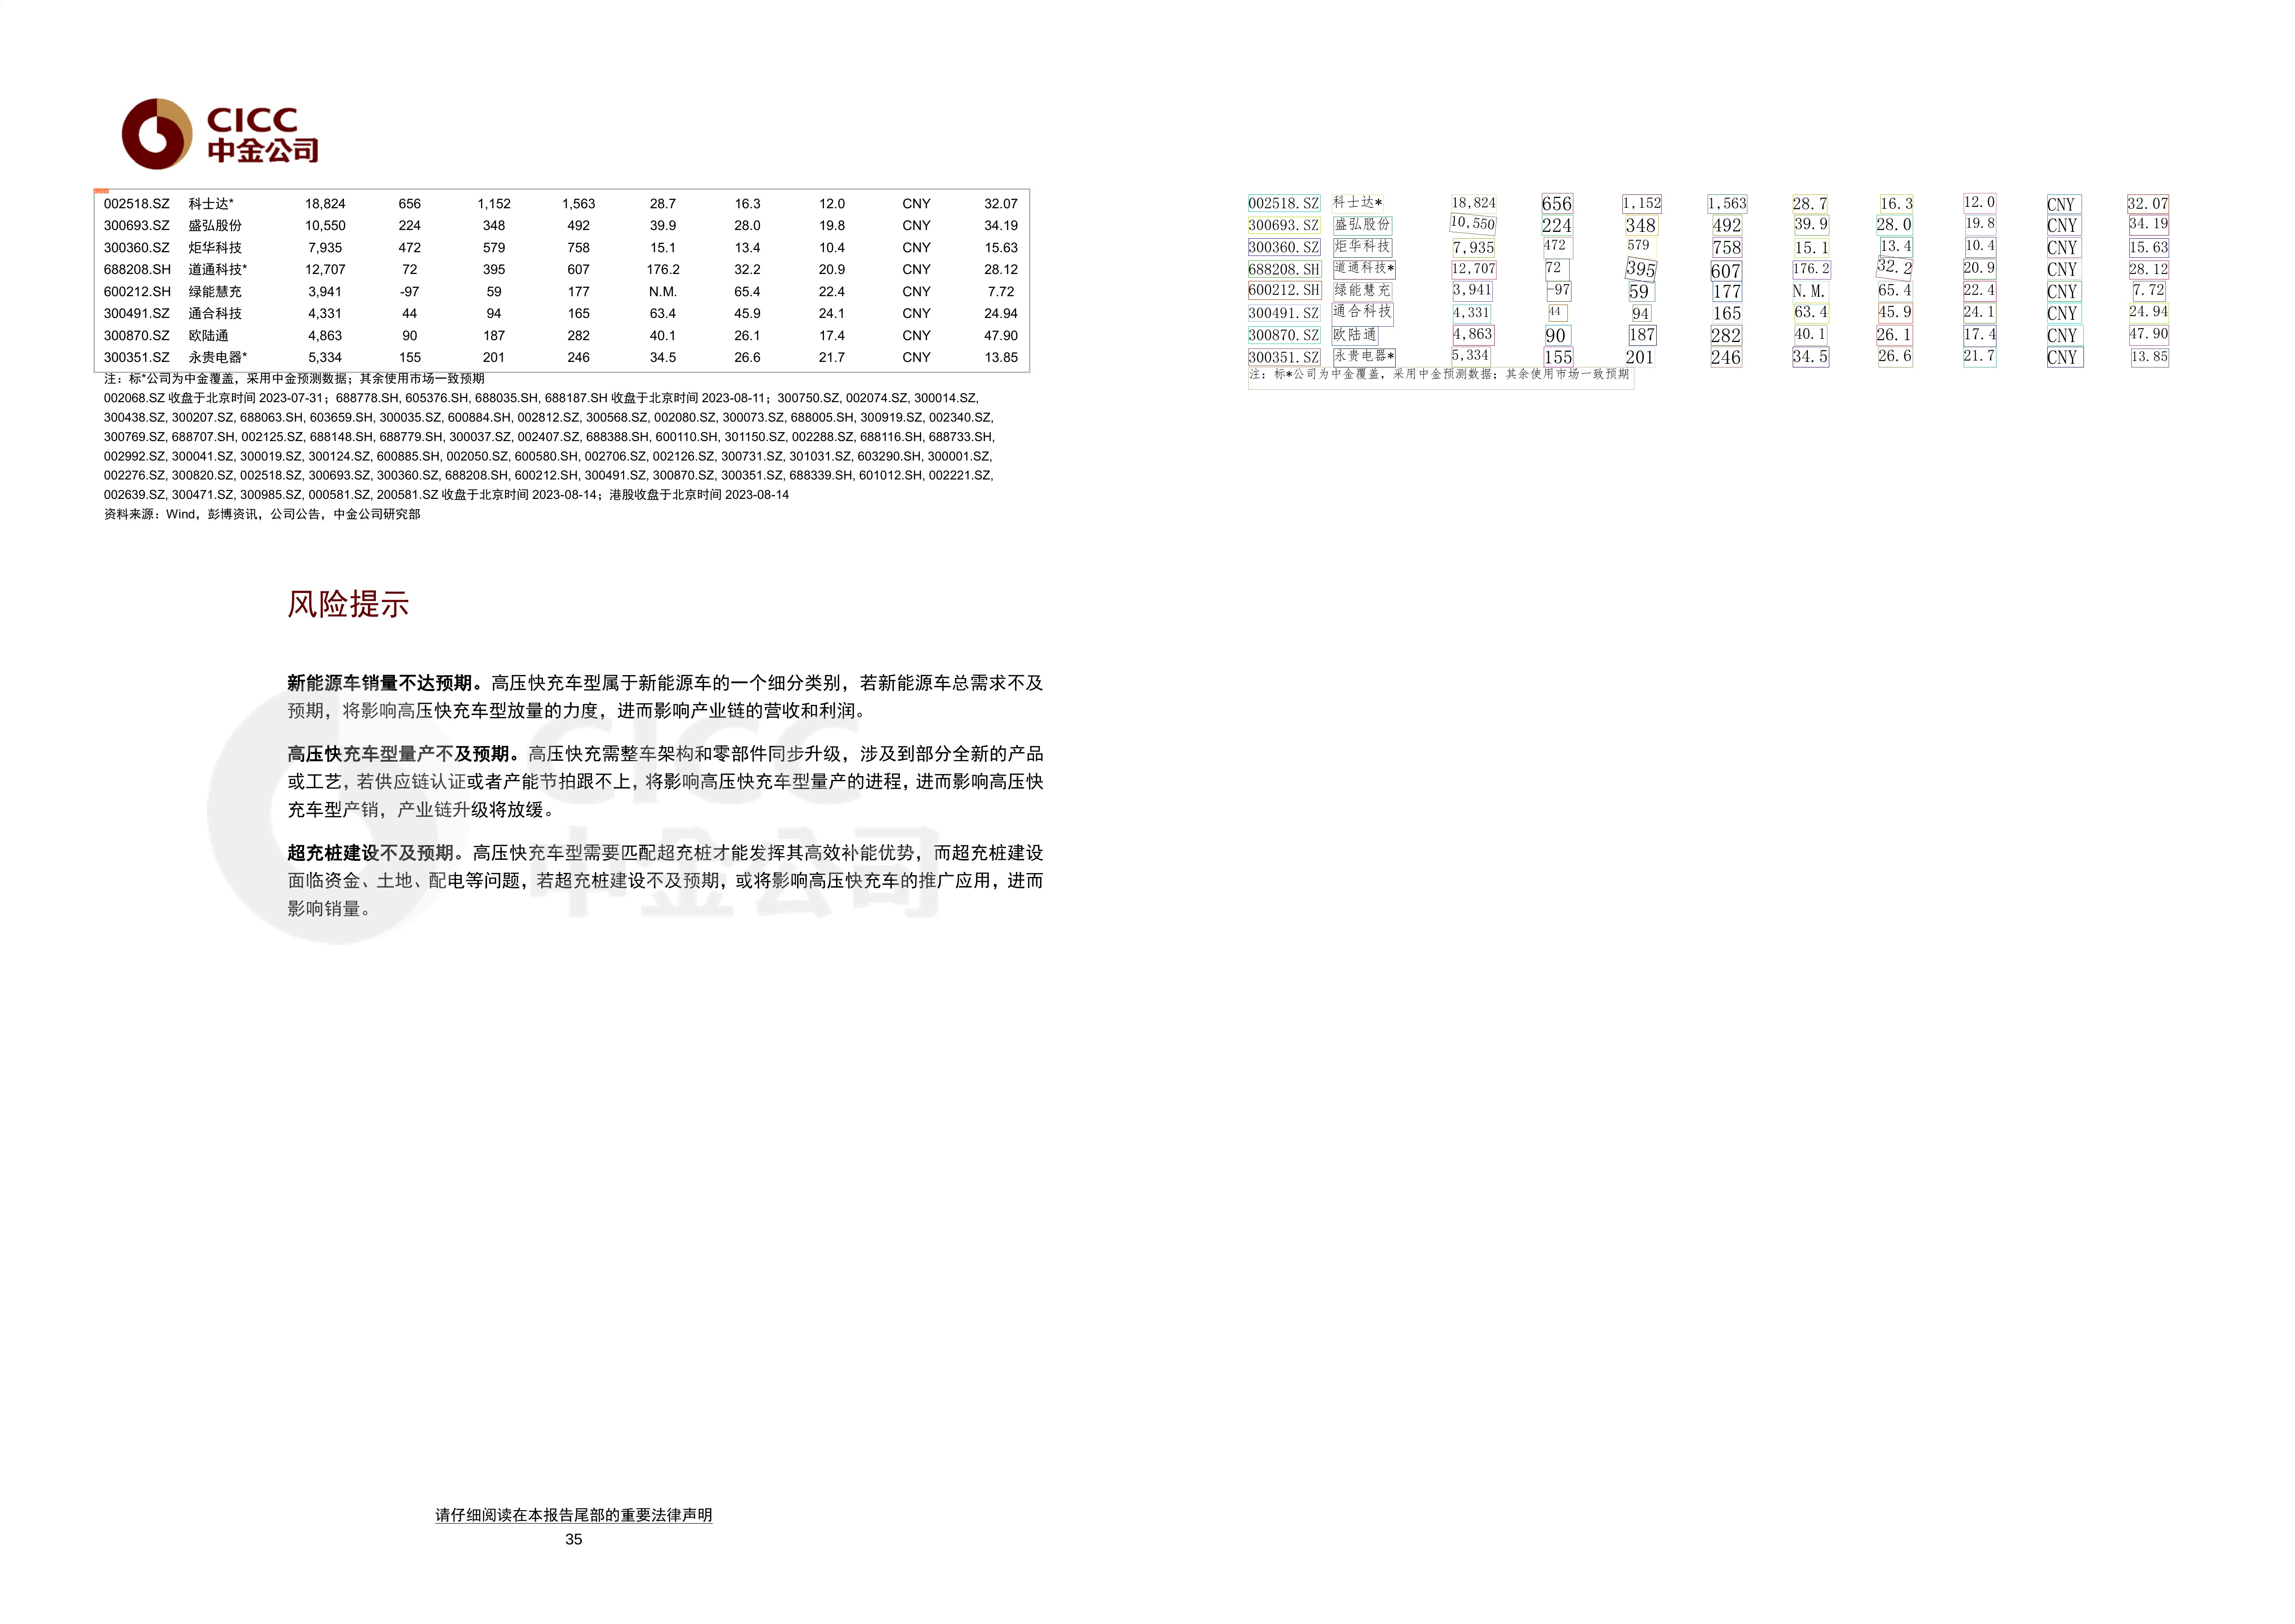 CICC
中金公司
002518.SZ 科士达* 18,824 656 1,152 1,563 28.7 16.3 12.0 CNY 32.07
300693.SZ 盛弘股份 10,550 224 348 492 39.9 28.0 19.8 CNY 34.19
300360.SZ 炬华科技 7,935 472 579 758 15.1 13.4 10.4 CNY 15.63
688208.SH 道通科技* 12,707 72 395 607 176.2 32.2 20.9 CNY 28.12
600212.SH 绿能慧充 3,941 -97 59 177 N.M. 65.4 22.4 CNY 7.72
300491.SZ 通合科技 4,331 44 94 165 63.4 45.9 24.1 CNY 24.94
300870.SZ 欧陆通 4,863 90 187 282 40.1 26.1 17.4 CNY 47.90
300351.SZ 永贵电器* 5,334 155 201 246 34.5 26.6 21.7 CNY 13.85
注：标*公司为中金覆盖，采用中金预测数据；其余使用市场一致预期
002068.SZ 收盘于北京时间 2023-07-31；688778.SH, 605376.SH, 688035.SH, 688187.SH 收盘于北京时间 2023-08-11；300750.SZ, 002074.SZ, 300014.SZ,
300438.SZ, 300207.SZ, 688063.SH, 603659.SH, 300035.SZ, 600884.SH, 002812.SZ, 300568.SZ, 002080.SZ, 300073.SZ, 688005.SH, 300919.SZ, 002340.SZ,
300769.SZ, 688707.SH, 002125.SZ, 688148.SH, 688779.SH, 300037.SZ, 002407.SZ, 688388.SH, 600110.SH, 301150.SZ, 002288.SZ, 688116.SH, 688733.SH,
002992.SZ, 300041.SZ, 300019.SZ, 300124.SZ, 600885.SH, 002050.SZ, 600580.SH, 002706.SZ, 002126.SZ, 300731.SZ, 301031.SZ, 603290.SH, 300001.SZ,
002276.SZ, 300820.SZ, 002518.SZ, 300693.SZ, 300360.SZ, 688208.SH, 600212.SH, 300491.SZ, 300870.SZ, 300351.SZ, 688339.SH, 601012.SH, 002221.SZ,
002639.SZ, 300471.SZ, 300985.SZ, 000581.SZ, 200581.SZ 收盘于北京时间 2023-08-14；港股收盘于北京时间 2023-08-14
资料来源：Wind，彭博资讯，公司公告，中金公司研究部
风险提示
新能源车销量不达预期。高压快充车型属于新能源车的一个细分类别，若新能源车总需求不及
预期，将影响高压快充车型放量的力度，进而影响产业链的营收和利润。
高压快充车型量产不及预期。高压快充需整车架构和零部件同步升级，涉及到部分全新的产品
或工艺，若供应链认证或者产能节拍跟不上，将影响高压快充车型量产的进程，进而影响高压快
充车型产销，产业链升级将放缓。
超充桩建设不及预期。高压快充车型需要匹配超充桩才能发挥其高效补能优势，而超充桩建设
面临资金、土地、配电等问题，若超充桩建设不及预期，或将影响高压快充车的推广应用，进而
影响销量。
CICC
中金公司
请仔细阅读在本报告尾部的重要法律声明
35
002518.SZ 科士达* 18,824 656 1,152 1,563 28.7 16.3 12.0 CNY 32.07
300693.SZ 盛弘股份 10,550 224 348 492 39.9 28.0 19.8 CNY 34.19
300360.SZ 炬华科技 7,935 472 579 758 15.1 13.4 10.4 CNY 15.63
688208.SH 道通科技* 12,707 72 395 607 176.2 32.2 20.9 CNY 28.12
600212.SH 绿能慧充 3,941 -97 59 177 N.M. 65.4 22.4 CNY 7.72
300491.SZ 通合科技 4,331 44 94 165 63.4 45.9 24.1 CNY 24.94
300870.SZ 欧陆通 4,863 90 187 282 40.1 26.1 17.4 CNY 47.90
300351.SZ 永贵电器* 5,334 155 201 246 34.5 26.6 21.7 CNY 13.85
注：标*公司为中金覆盖，采用中金预测数据；其余使用市场一致预期